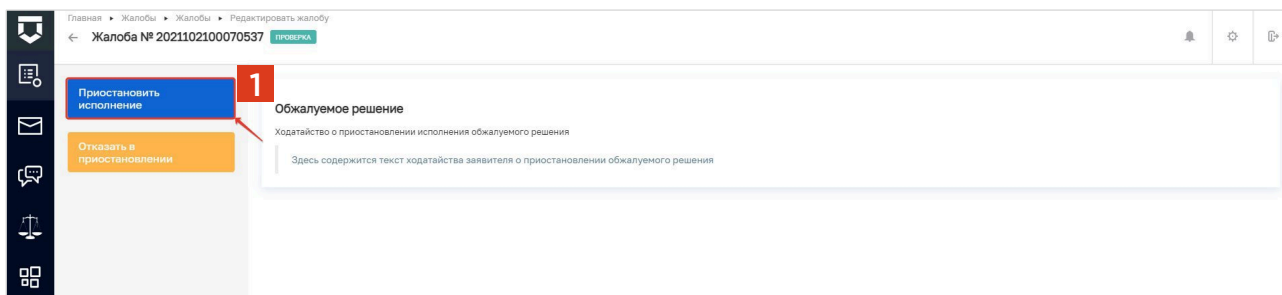 Главная ▸ Жалобы ▸ Жалобы ▸ Редактировать жалобу
← Жалоба № 2021102100070537 ПРОВЕРКА
Приостановить
исполнение
1
Отказать в
приостановлении
Обжалуемое решение
Ходатайство о приостановлении исполнения обжалуемого решения
Здесь содержится текст ходатайства заявителя о приостановлении обжалуемого решения